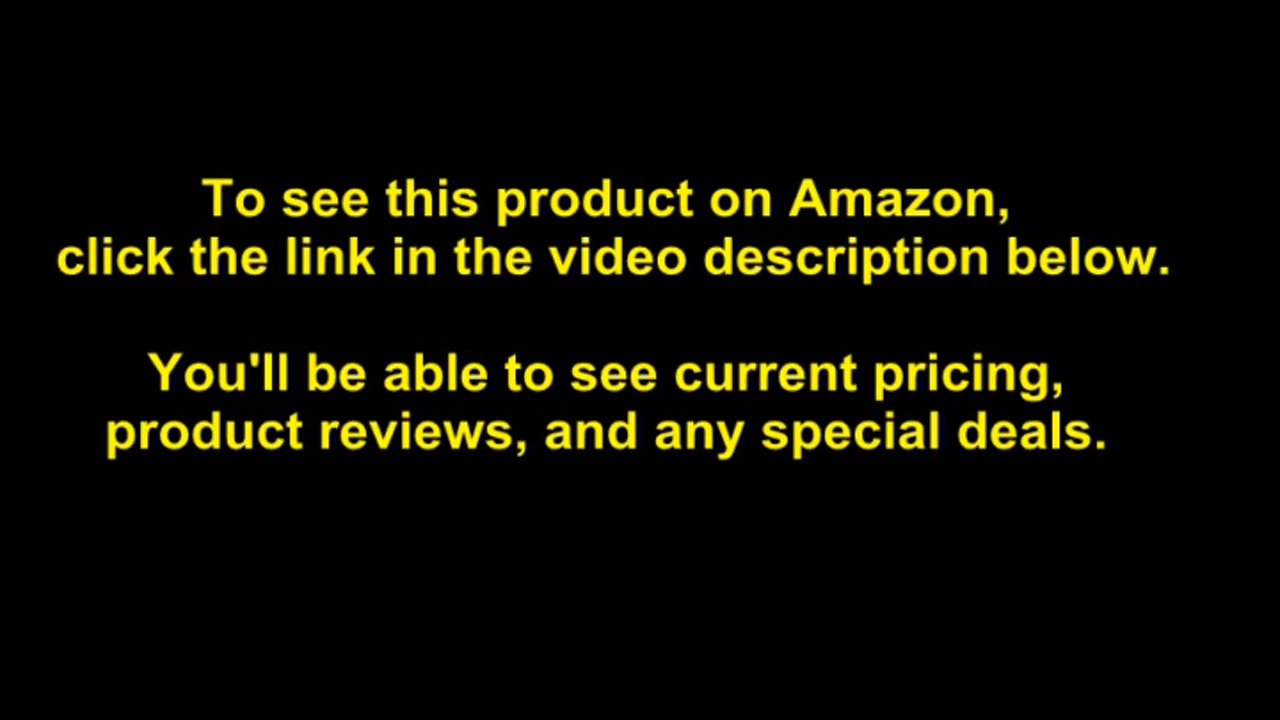 To see this product on Amazon,
click the link in the video description below.
You'll be able to see current pricing,
product reviews, and any special deals.